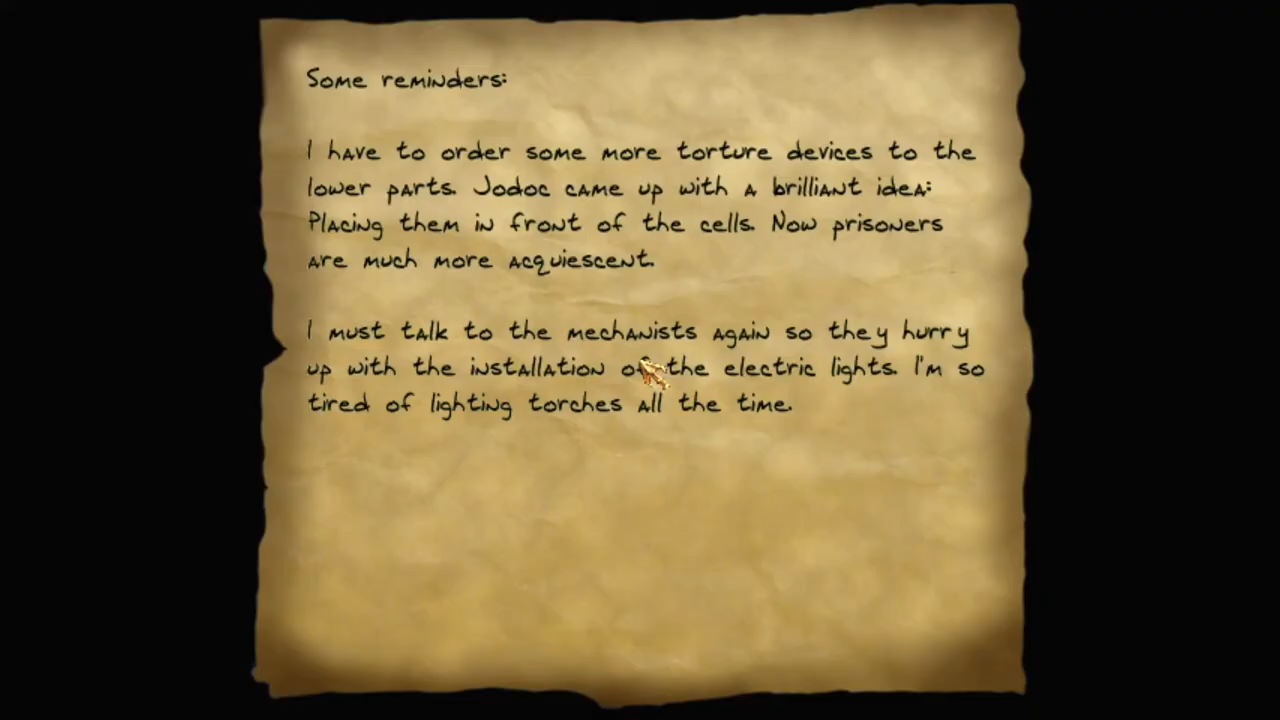 Some reminders:
I have to order some more torture devices to the
lower parts. Jodoc came up with a brilliant idea:
Placing them in front of the cells. Now prisoners
are much more acquiescent.
I must talk to the mechanists again so they hurry
up with the installation of the electric lights. I'm so
tired of lighting torches all the time.